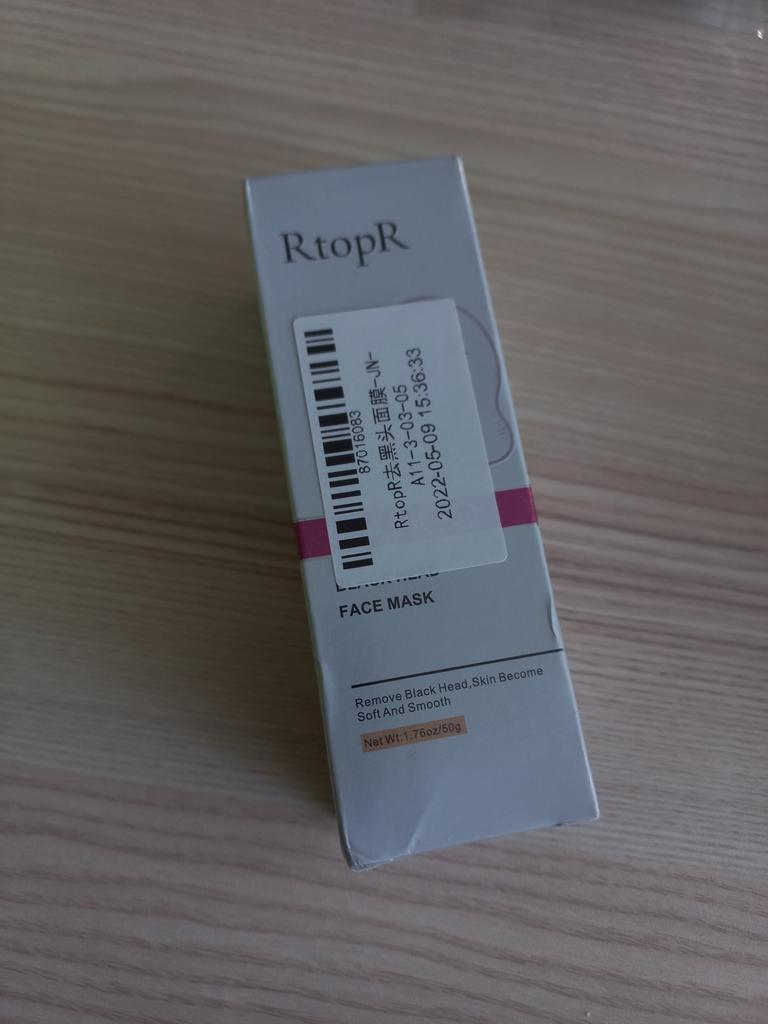 RtopR
87016083
RtopR去黑头面膜-JN-
A11-3-03-05
2022-05-09 15:36:33
BLACK HEAD
FACE MASK
Remove Black Head,Skin Become
Soft And Smooth
Net Wt:1.76oz/50g